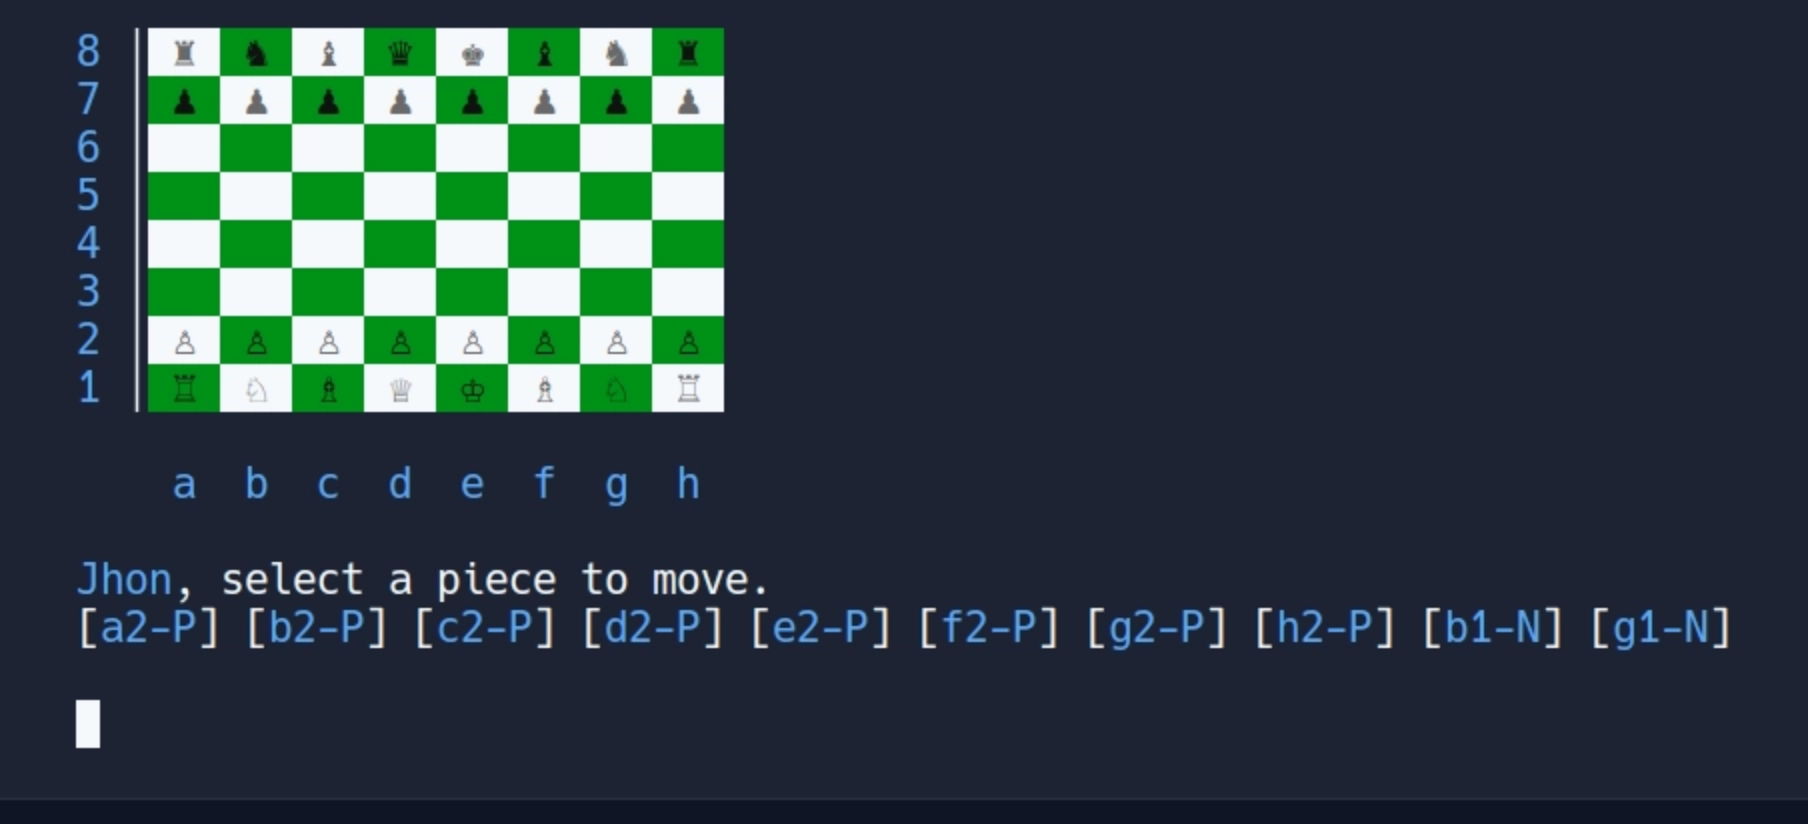 8 ♜ ♞ ♝ ♛ ♚ ♝ ♞ ♜
7 ♟ ♟ ♟ ♟ ♟ ♟ ♟ ♟
6
5
4
3
2 ♙ ♙ ♙ ♙ ♙ ♙ ♙ ♙
1 ♖ ♘ ♗ ♕ ♔ ♗ ♘ ♖
a b c d e f g h
Jhon, select a piece to move.
[a2-P] [b2-P] [c2-P] [d2-P] [e2-P] [f2-P] [g2-P] [h2-P] [b1-N] [g1-N]